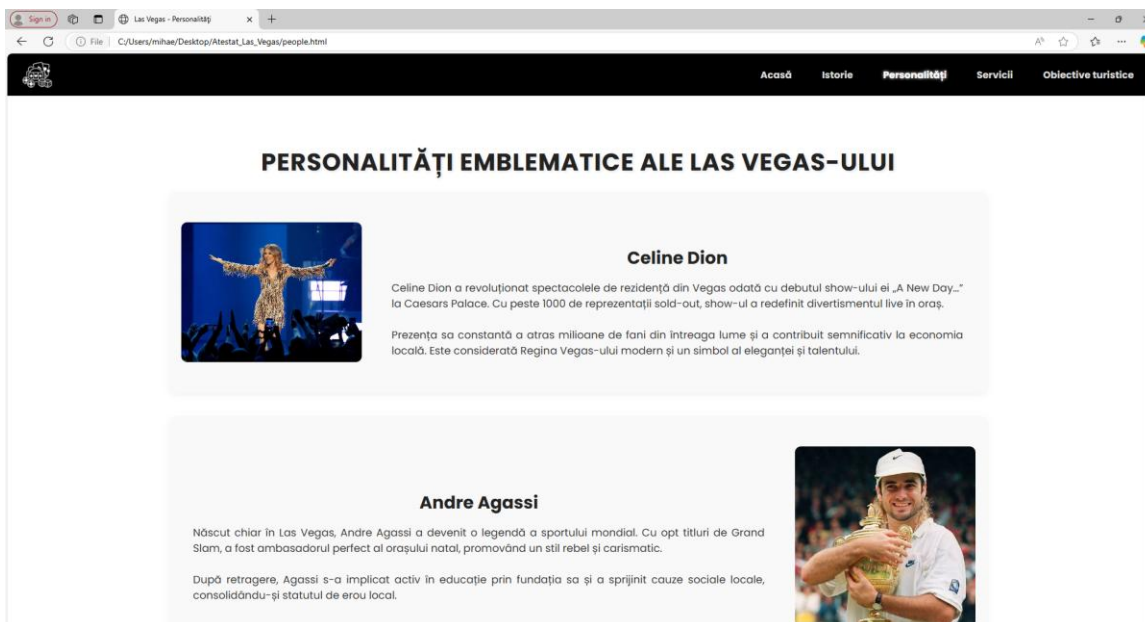 Sign in
Las Vegas - Personalități
File
C:/Users/mihae/Desktop/Atestat_Las_Vegas/people.html
Acasă Istorie Personalități Servicii Obiective turistice
PERSONALITĂȚI EMBLEMATICE ALE LAS VEGAS-ULUI
Celine Dion
Celine Dion a revoluționat spectacolele de rezidență din Vegas odată cu debutul show-ului ei „A New Day…”
la Caesars Palace. Cu peste 1000 de reprezentații sold-out, show-ul a redefinit divertismentul live în oraș.
Prezența sa constantă a atras milioane de fani din întreaga lume și a contribuit semnificativ la economia
locală. Este considerată Regina Vegas-ului modern și un simbol al eleganței și talentului.
Andre Agassi
Născut chiar în Las Vegas, Andre Agassi a devenit o legendă a sportului mondial. Cu opt titluri de Grand
Slam, a fost ambasadorul perfect al orașului natal, promovând un stil rebel și carismatic.
După retragere, Agassi s-a implicat activ în educație prin fundația sa și a sprijinit cauze sociale locale,
consolidându-și statutul de erou local.